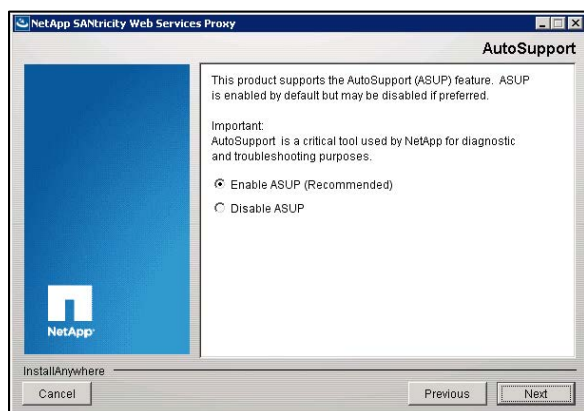 NetApp SANtricity Web Services Proxy
AutoSupport
This product supports the AutoSupport (ASUP) feature. ASUP
is enabled by default but may be disabled if preferred.
Important:
AutoSupport is a critical tool used by NetApp for diagnostic
and troubleshooting purposes.
Enable ASUP (Recommended)
Disable ASUP
NetApp
InstallAnywhere
Cancel
Previous
Next